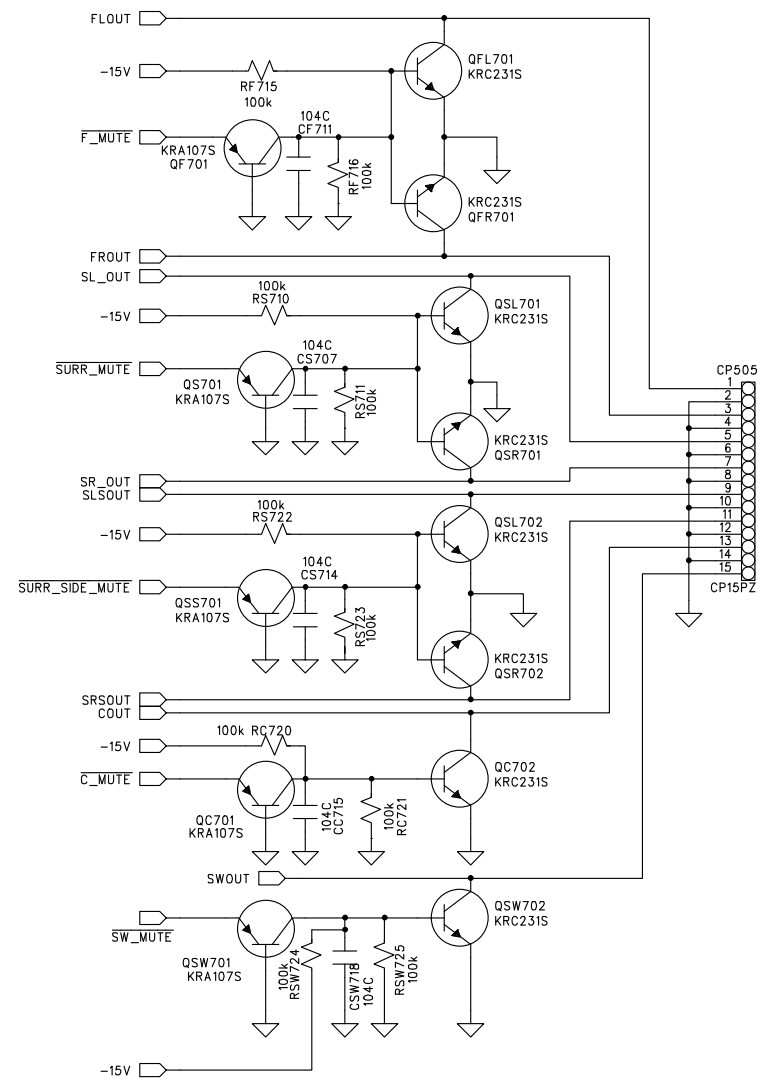 FLOUT
-15V
RF715
100k
QFL701
KRC231S
104C
CF711
F_MUTE
KRA107S
QF701
RF716
100k
KRC231S
QFR701
FROUT
SL_OUT
100k
RS710
-15V
QSL701
KRC231S
104C
CS707
SURR_MUTE
QS701
KRA107S
RS711
100k
KRC231S
QSR701
CP505
1
2
3
4
5
6
7
8
9
10
11
12
13
14
15
CP15PZ
SR_OUT
SLSOUT
100k
RS722
-15V
QSL702
KRC231S
104C
CS714
SURR_SIDE_MUTE
QSS701
KRA107S
RS723
100k
KRC231S
QSR702
SRSOUT
COUT
100k RC720
-15V
C_MUTE
QC702
KRC231S
QC701
KRA107S
104C
CC715
100k
RC721
SWOUT
QSW702
KRC231S
SW_MUTE
QSW701
KRA107S
100k
RSW724
CSW718
104C
RSW725
100k
-15V